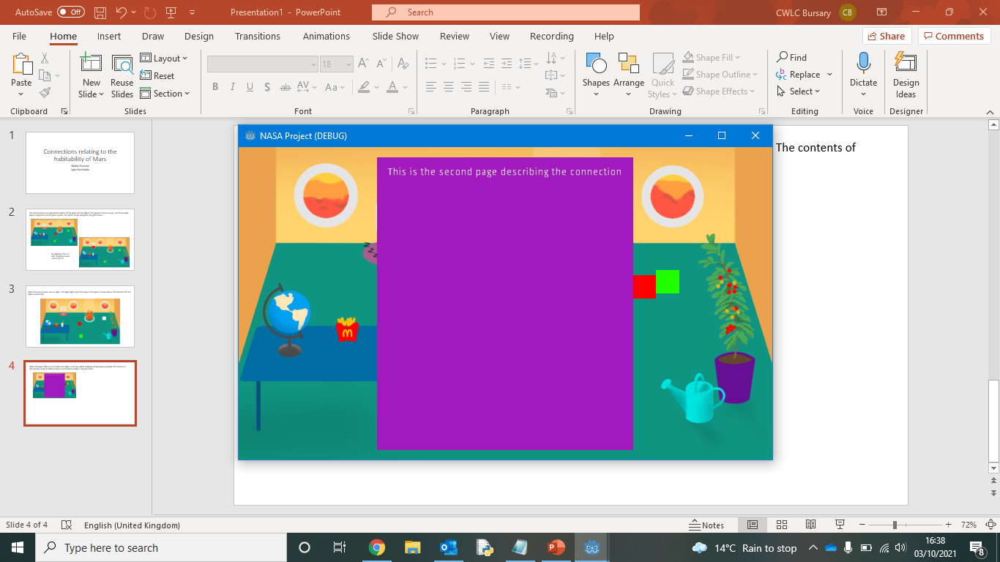 AutoSave Off Presentation1 - PowerPoint Search CWLC Bursary CB
File Home Insert Draw Design Transitions Animations Slide Show Review View Recording Help Share Comments
Paste
Clipboard
New Slide
Reuse Slides
Layout
Reset
Section
Slides
18
B I U S ab AV Aa A
Font
Paragraph
Shapes
Arrange
Quick Styles
Shape Fill
Shape Outline
Shape Effects
Drawing
Find
Replace
Select
Editing
Dictate
Voice
Design Ideas
Designer
1
Connections relating to the
habitability of Mars
2
3
4
NASA Project (DEBUG)
The contents of
This is the second page describing the connection
z
z
z
Slide 4 of 4 English (United Kingdom) Notes 72%
Type here to search
14°C Rain to stop
16:38
03/10/2021
8